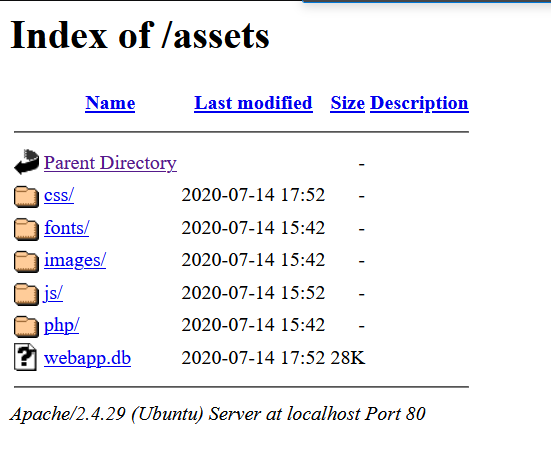 Index of /assets
Name Last modified Size Description
Parent Directory -
css/ 2020-07-14 17:52 -
fonts/ 2020-07-14 15:42 -
images/ 2020-07-14 15:42 -
js/ 2020-07-14 15:52 -
php/ 2020-07-14 15:42 -
webapp.db 2020-07-14 17:52 28K
Apache/2.4.29 (Ubuntu) Server at localhost Port 80